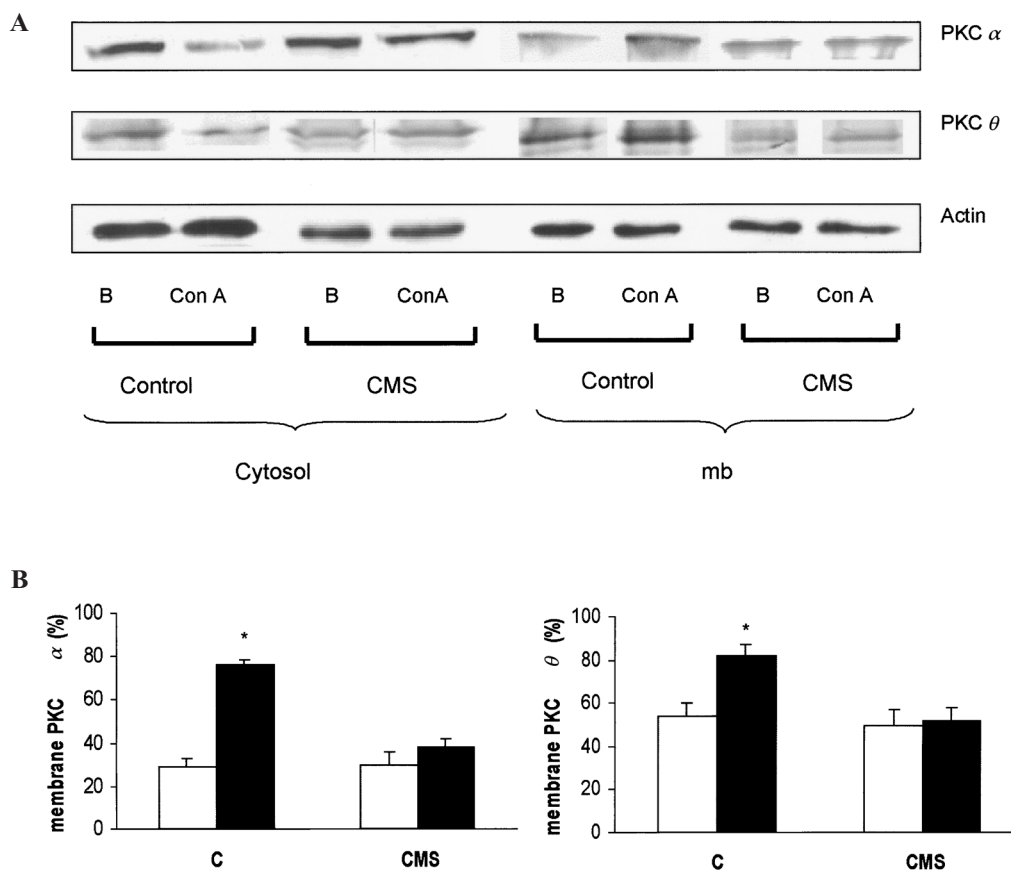 A
PKC α
PKC θ
Actin
B Con A B ConA B Con A B Con A
Control CMS Control CMS
Cytosol mb
B
membrane PKC α (%)
100
80
60
40
20
0
*
C CMS
membrane PKC θ (%)
100
80
60
40
20
0
*
C CMS